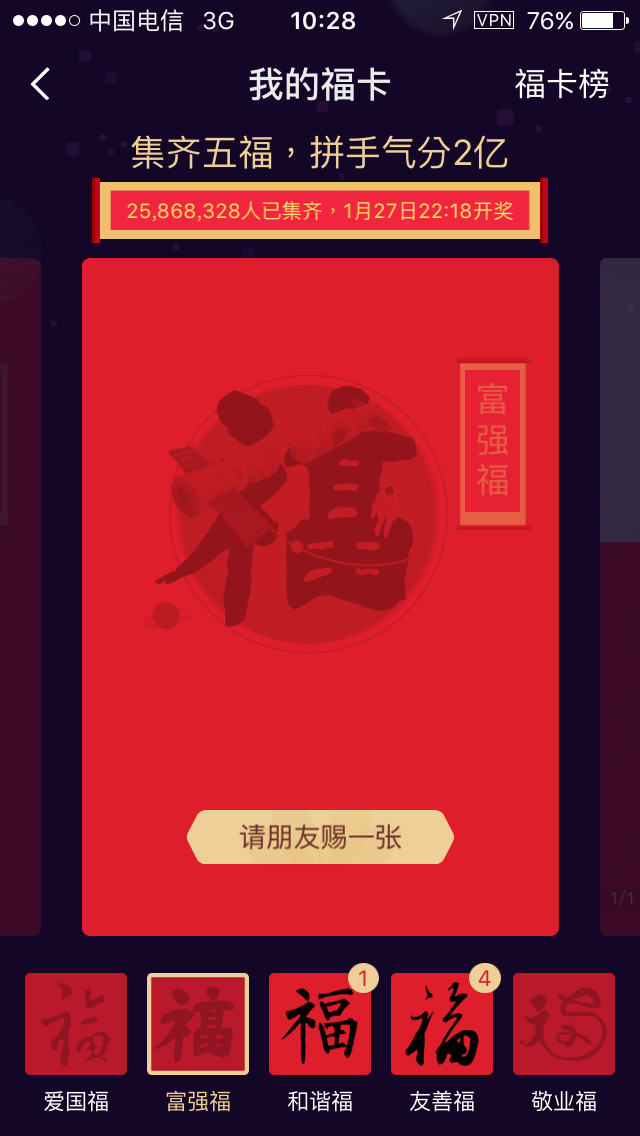 中国电信 3G 10:28 VPN 76%
我的福卡 福卡榜
集齐五福，拼手气分2亿
25,868,328人已集齐，1月27日22:18开奖
福
富强福
请朋友赐一张
1/1
福 福 福 1 福 4 福
爱国福 富强福 和谐福 友善福 敬业福